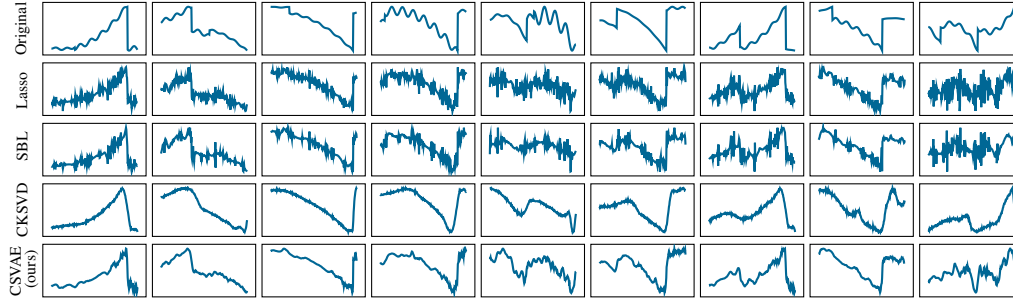 Original
Lasso
SBL
CKSVD
CSVAE
(ours)